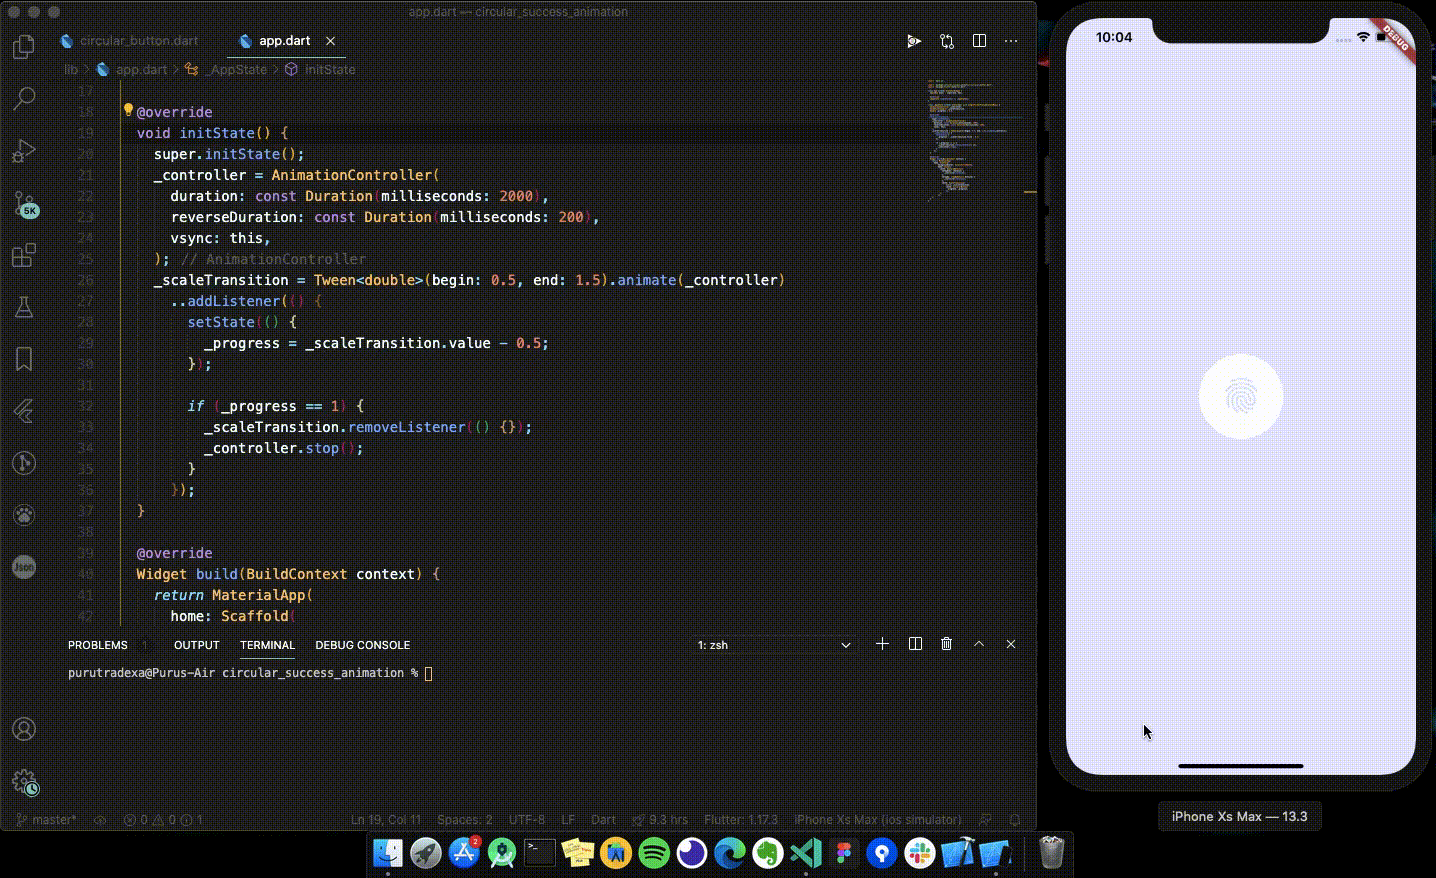 app.dart — circular_success_animation
circular_button.dart
app.dart
lib > app.dart > _AppState > initState
17
18 @override
19 void initState() {
20 super.initState();
21 _controller = AnimationController(
22 duration: const Duration(milliseconds: 2000),
23 reverseDuration: const Duration(milliseconds: 200),
24 vsync: this,
25 ); // AnimationController
26 _scaleTransition = Tween<double>(begin: 0.5, end: 1.5).animate(_controller)
27 ..addListener(() {
28 setState(() {
29 _progress = _scaleTransition.value - 0.5;
30 });
31
32 if (_progress == 1) {
33 _scaleTransition.removeListener(() {});
34 _controller.stop();
35 }
36 });
37 }
38
39 @override
40 Widget build(BuildContext context) {
41 return MaterialApp(
42 home: Scaffold(
5K
Json
PROBLEMS 1 OUTPUT TERMINAL DEBUG CONSOLE 1: zsh
purutradexa@Purus-Air circular_success_animation %
master* 0 0 1 Ln 19, Col 11 Spaces: 2 UTF-8 LF Dart 9.3 hrs Flutter: 1.17.3 iPhone Xs Max (ios simulator)
10:04
DEBUG
iPhone Xs Max — 13.3
2
>_